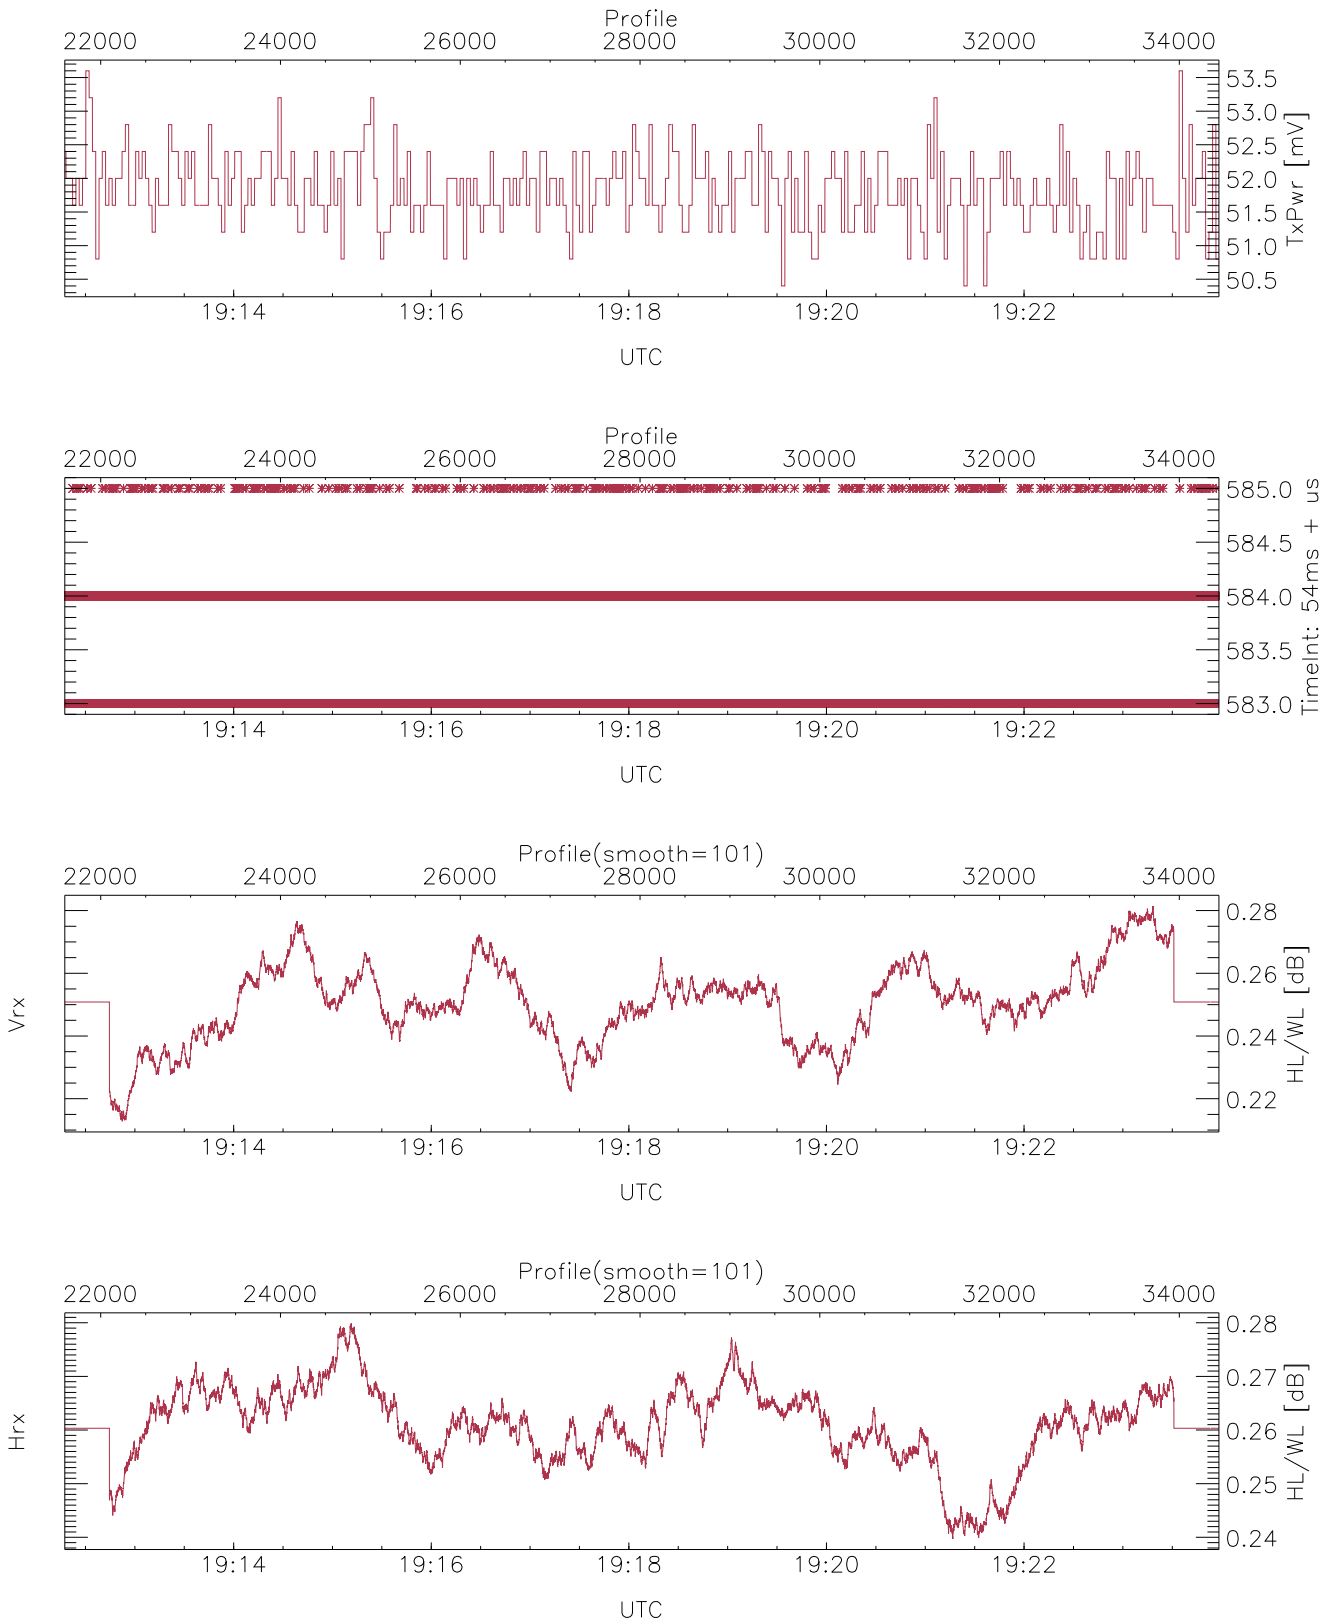 Profile
22000 24000 26000 28000 30000 32000 34000
53.5
53.0
52.5
52.0
51.5
51.0
50.5
TxPwr [mV]
19:14 19:16 19:18 19:20 19:22
UTC
Profile
22000 24000 26000 28000 30000 32000 34000
585.0
584.5
584.0
583.5
583.0
TimeInt: 54ms + us
19:14 19:16 19:18 19:20 19:22
UTC
Profile(smooth=101)
22000 24000 26000 28000 30000 32000 34000
Vrx
0.28
0.26
0.24
0.22
HL/WL [dB]
19:14 19:16 19:18 19:20 19:22
UTC
Profile(smooth=101)
22000 24000 26000 28000 30000 32000 34000
Hrx
0.28
0.27
0.26
0.25
0.24
HL/WL [dB]
19:14 19:16 19:18 19:20 19:22
UTC